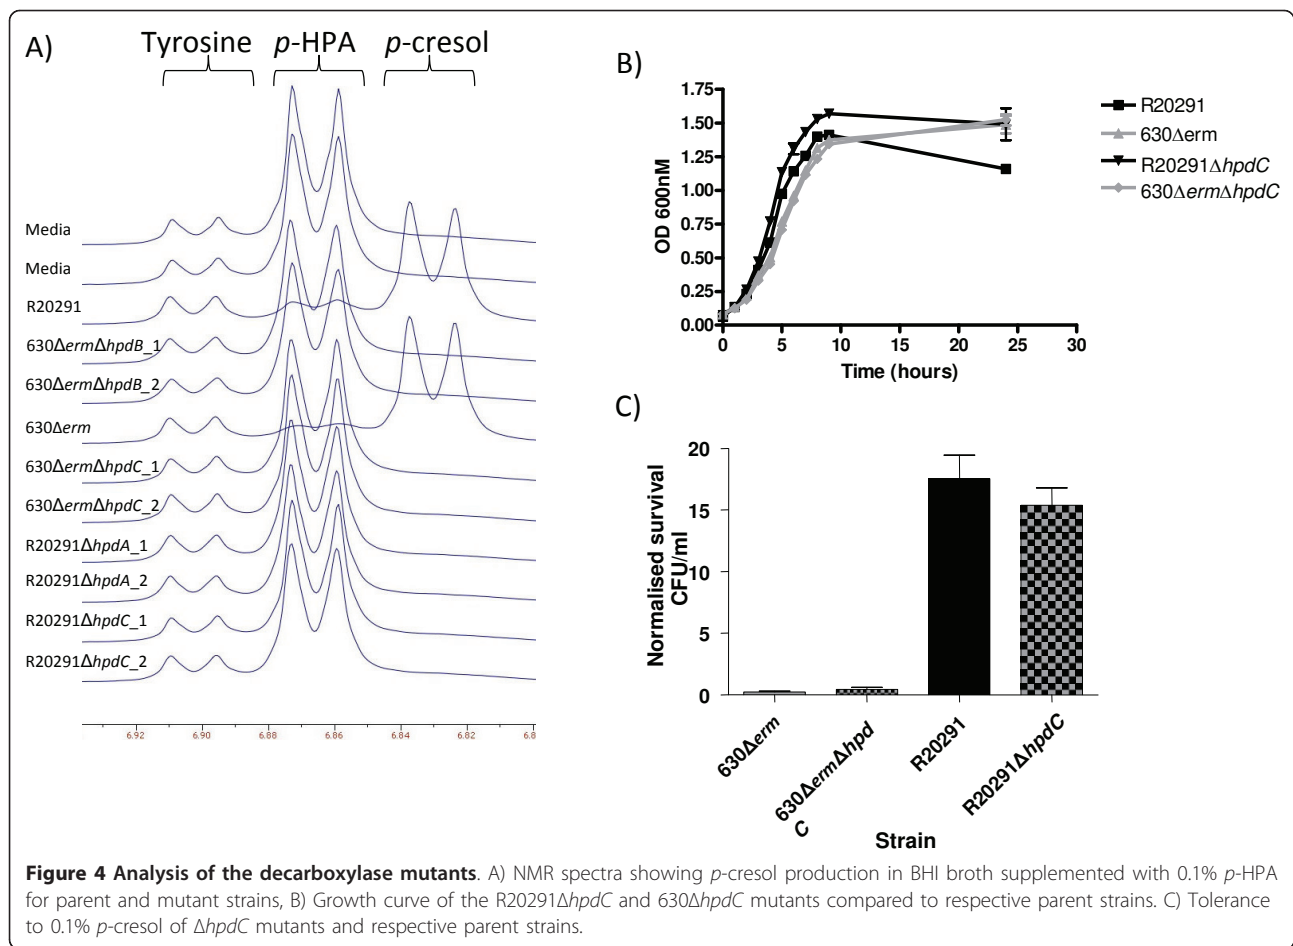 A)
Tyrosine p-HPA p-cresol
Media
Media
R20291
630ΔermΔhpdB_1
630ΔermΔhpdB_2
630Δerm
630ΔermΔhpdC_1
630ΔermΔhpdC_2
R20291ΔhpdA_1
R20291ΔhpdA_2
R20291ΔhpdC_1
R20291ΔhpdC_2
6.92 6.90 6.88 6.86 6.84 6.82 6.8
B)
OD 600nM
1.75
1.50
1.25
1.00
0.75
0.50
0.25
0.00
0 5 10 15 20 25 30
Time (hours)
R20291
630Δerm
R20291ΔhpdC
630ΔermΔhpdC
C)
Normalised survival
CFU/ml
20
15
10
5
0
630Δerm
630ΔermΔhpd
C
R20291
R20291ΔhpdC
Strain
Figure 4 Analysis of the decarboxylase mutants. A) NMR spectra showing p-cresol production in BHI broth supplemented with 0.1% p-HPA
for parent and mutant strains, B) Growth curve of the R20291ΔhpdC and 630ΔhpdC mutants compared to respective parent strains. C) Tolerance
to 0.1% p-cresol of ΔhpdC mutants and respective parent strains.